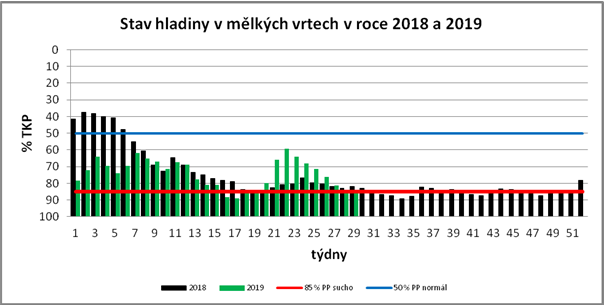 Stav hladiny v mělkých vrtech v roce 2018 a 2019
% TKP
0
10
20
30
40
50
60
70
80
90
100
1 3 5 7 9 11 13 15 17 19 21 23 25 27 29 31 33 35 37 39 41 43 45 47 49 51
týdny
2018 2019 85 % PP sucho 50 % PP normál